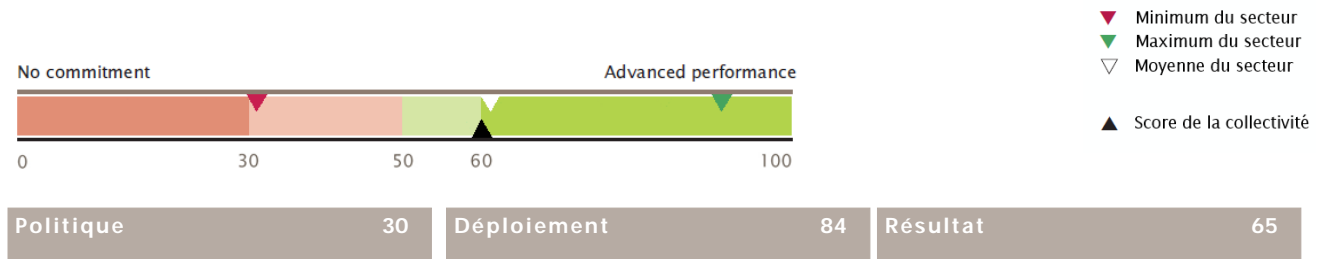 Minimum du secteur
Maximum du secteur
Moyenne du secteur
Score de la collectivité
No commitment Advanced performance
0 30 50 60 100
Politique 30 Déploiement 84 Résultat 65